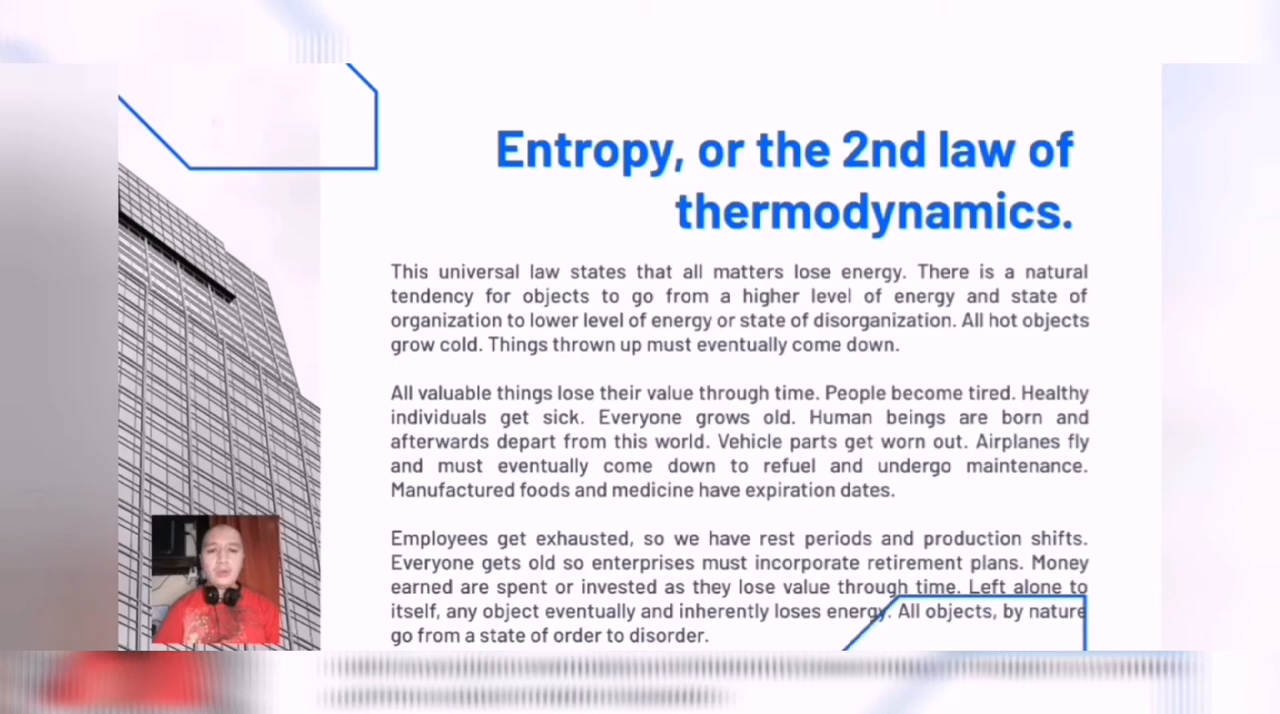 Entropy, or the 2nd law of
thermodynamics.
This universal law states that all matters lose energy. There is a natural
tendency for objects to go from a higher level of energy and state of
organization to lower level of energy or state of disorganization. All hot objects
grow cold. Things thrown up must eventually come down.
All valuable things lose their value through time. People become tired. Healthy
individuals get sick. Everyone grows old. Human beings are born and
afterwards depart from this world. Vehicle parts get worn out. Airplanes fly
and must eventually come down to refuel and undergo maintenance.
Manufactured foods and medicine have expiration dates.
Employees get exhausted, so we have rest periods and production shifts.
Everyone gets old so enterprises must incorporate retirement plans. Money
earned are spent or invested as they lose value through time. Left alone to
itself, any object eventually and inherently loses energy. All objects, by nature
go from a state of order to disorder.